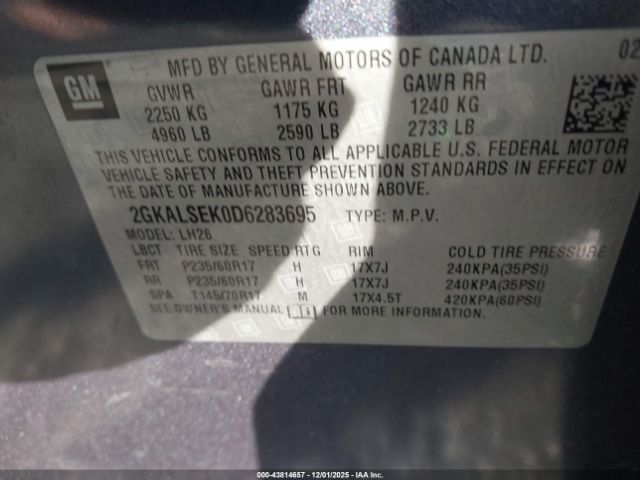 GM
MFD BY GENERAL MOTORS OF CANADA LTD. 02
GVWR GAWR FRT GAWR RR
2250 KG 1175 KG 1240 KG
4960 LB 2590 LB 2733 LB
THIS VEHICLE CONFORMS TO ALL APPLICABLE U.S. FEDERAL MOTOR
VEHICLE SAFETY AND THEFT PREVENTION STANDARDS IN EFFECT ON
THE DATE OF MANUFACTURE SHOWN ABOVE.
2GKALSEK0D6283695 TYPE: M.P.V.
MODEL: LH26
LBCT TIRE SIZE SPEED RTG RIM COLD TIRE PRESSURE
FRT P235/60R17 H 17X7J 240KPA(35PSI)
RR P235/60R17 H 17X7J 240KPA(35PSI)
SPA T145/70R17 M 17X4.5T 420KPA(60PSI)
SEE OWNER'S MANUAL FOR MORE INFORMATION.
000-43814657 - 12/01/2025 - IAA Inc.